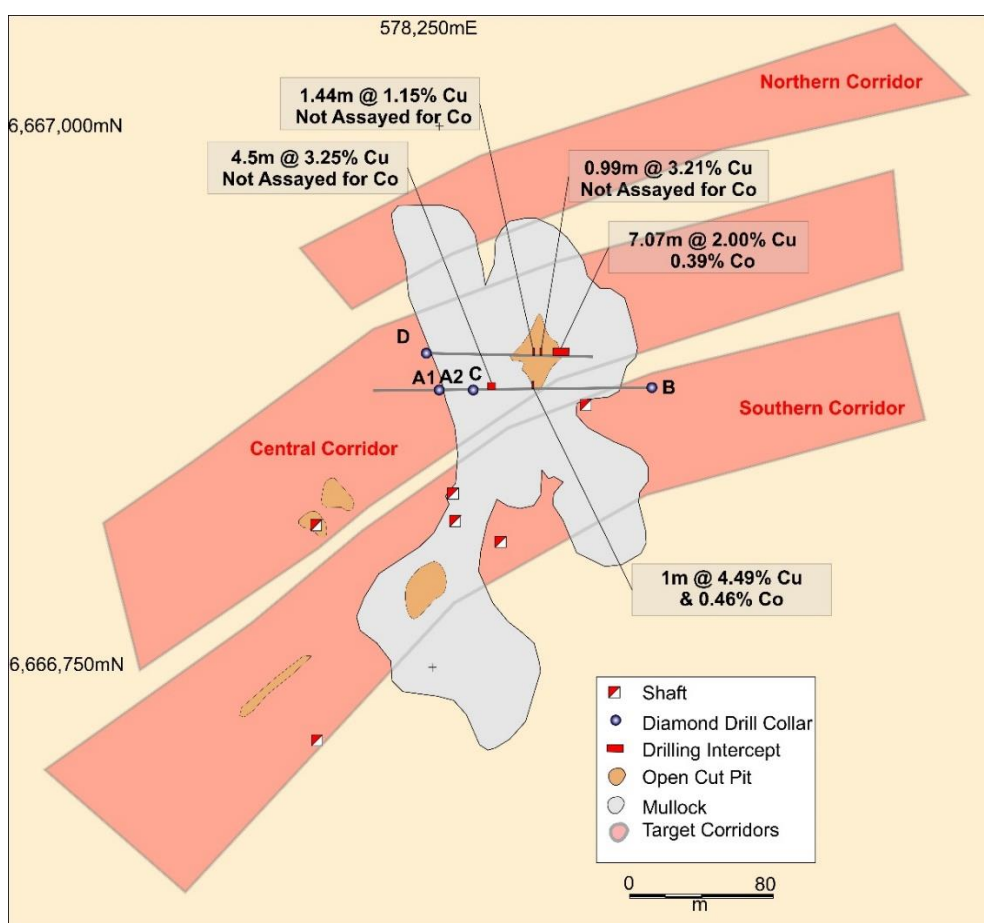 578,250mE
Northern Corridor
1.44m @ 1.15% Cu
Not Assayed for Co
6,667,000mN
4.5m @ 3.25% Cu
Not Assayed for Co
0.99m @ 3.21% Cu
Not Assayed for Co
7.07m @ 2.00% Cu
0.39% Co
D
A1 A2 C
B
Southern Corridor
Central Corridor
1m @ 4.49% Cu
& 0.46% Co
6,666,750mN
Shaft
Diamond Drill Collar
Drilling Intercept
Open Cut Pit
Mullock
Target Corridors
0 80
m